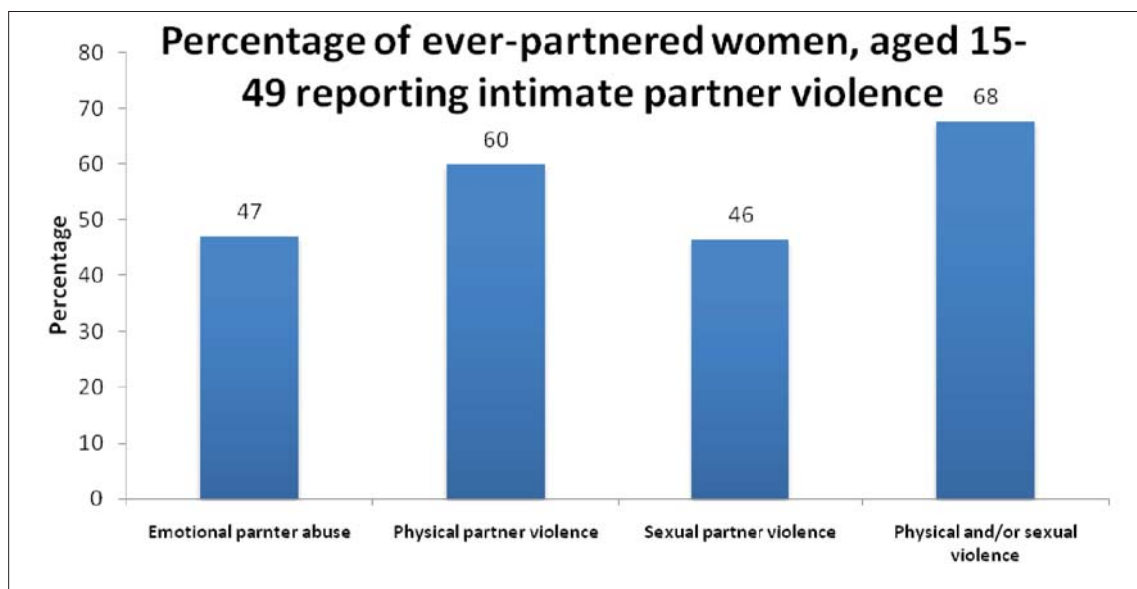 Percentage of ever-partnered women, aged 15-
49 reporting intimate partner violence
Percentage
80
70
60
50
40
30
20
10
0
47
60
46
68
Emotional parnter abuse
Physical partner violence
Sexual partner violence
Physical and/or sexual
violence